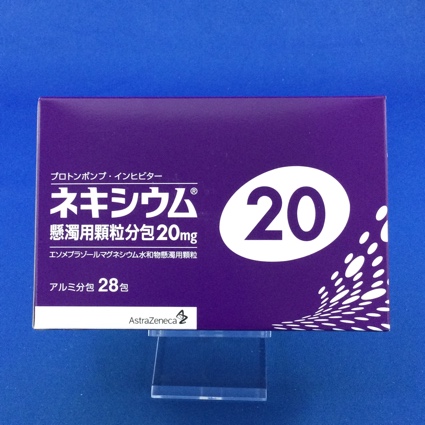 プロトンポンプ・インヒビター
ネキシウム®
懸濁用顆粒分包20mg
エソメプラゾールマグネシウム水和物懸濁用顆粒
アルミ分包 28包
20
AstraZeneca